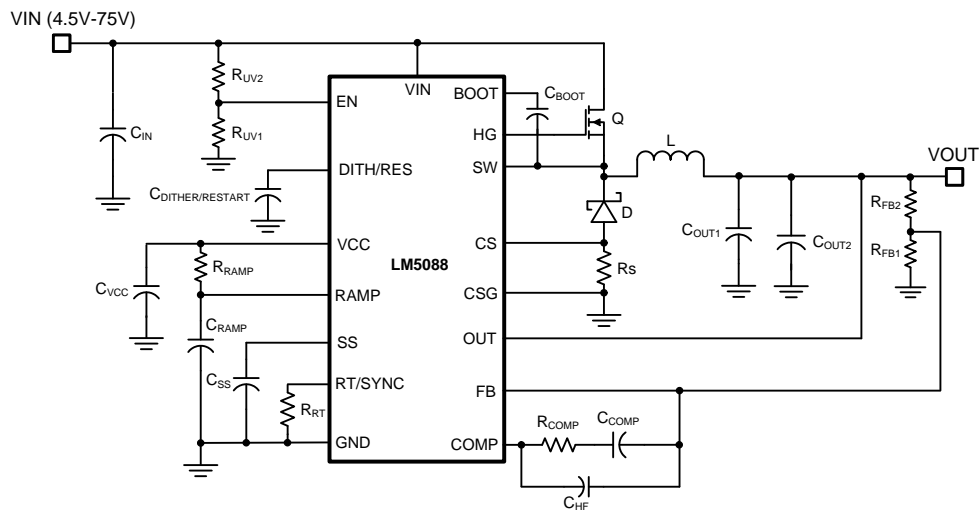 VIN (4.5V-75V)
RUV2
VIN
BOOT
CBOOT
EN
Q
CIN
RUV1
HG
L
VOUT
DITH/RES
SW
CDITHER/RESTART
D
RFB2
COUT1
COUT2
VCC
LM5088
CS
RFB1
RRAMP
Rs
CVCC
RAMP
CSG
CRAMP
SS
OUT
CSS
RT/SYNC
FB
RRT
RCOMP
CCOMP
GND
COMP
CHF